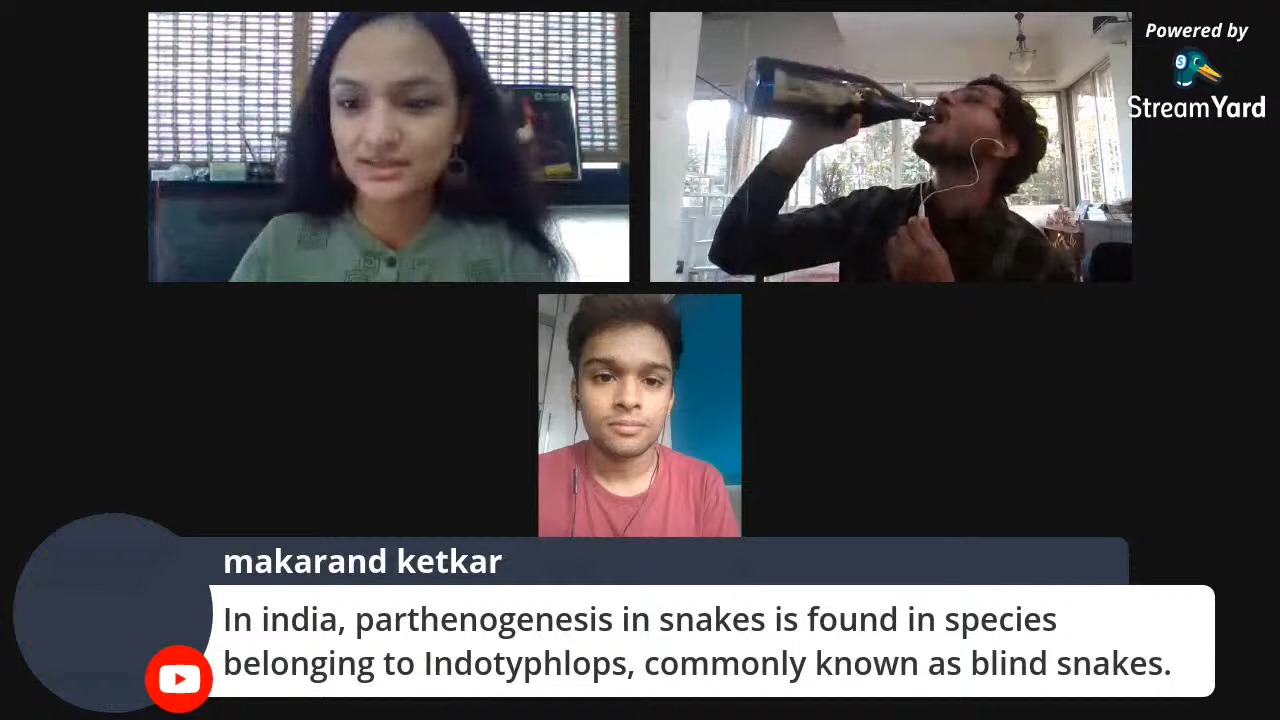 Powered by
StreamYard
makarand ketkar
In india, parthenogenesis in snakes is found in species
belonging to Indotyphlops, commonly known as blind snakes.